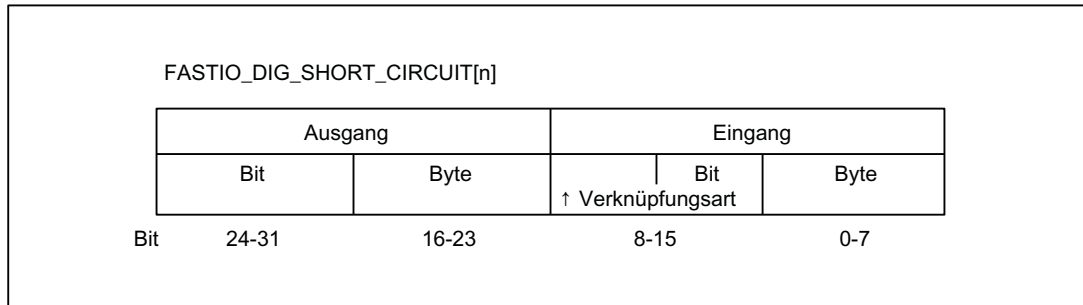 FASTIO_DIG_SHORT_CIRCUIT[n]
Ausgang Eingang
Bit Byte Bit Byte
↑ Verknüpfungsart
Bit 24-31 16-23 8-15 0-7